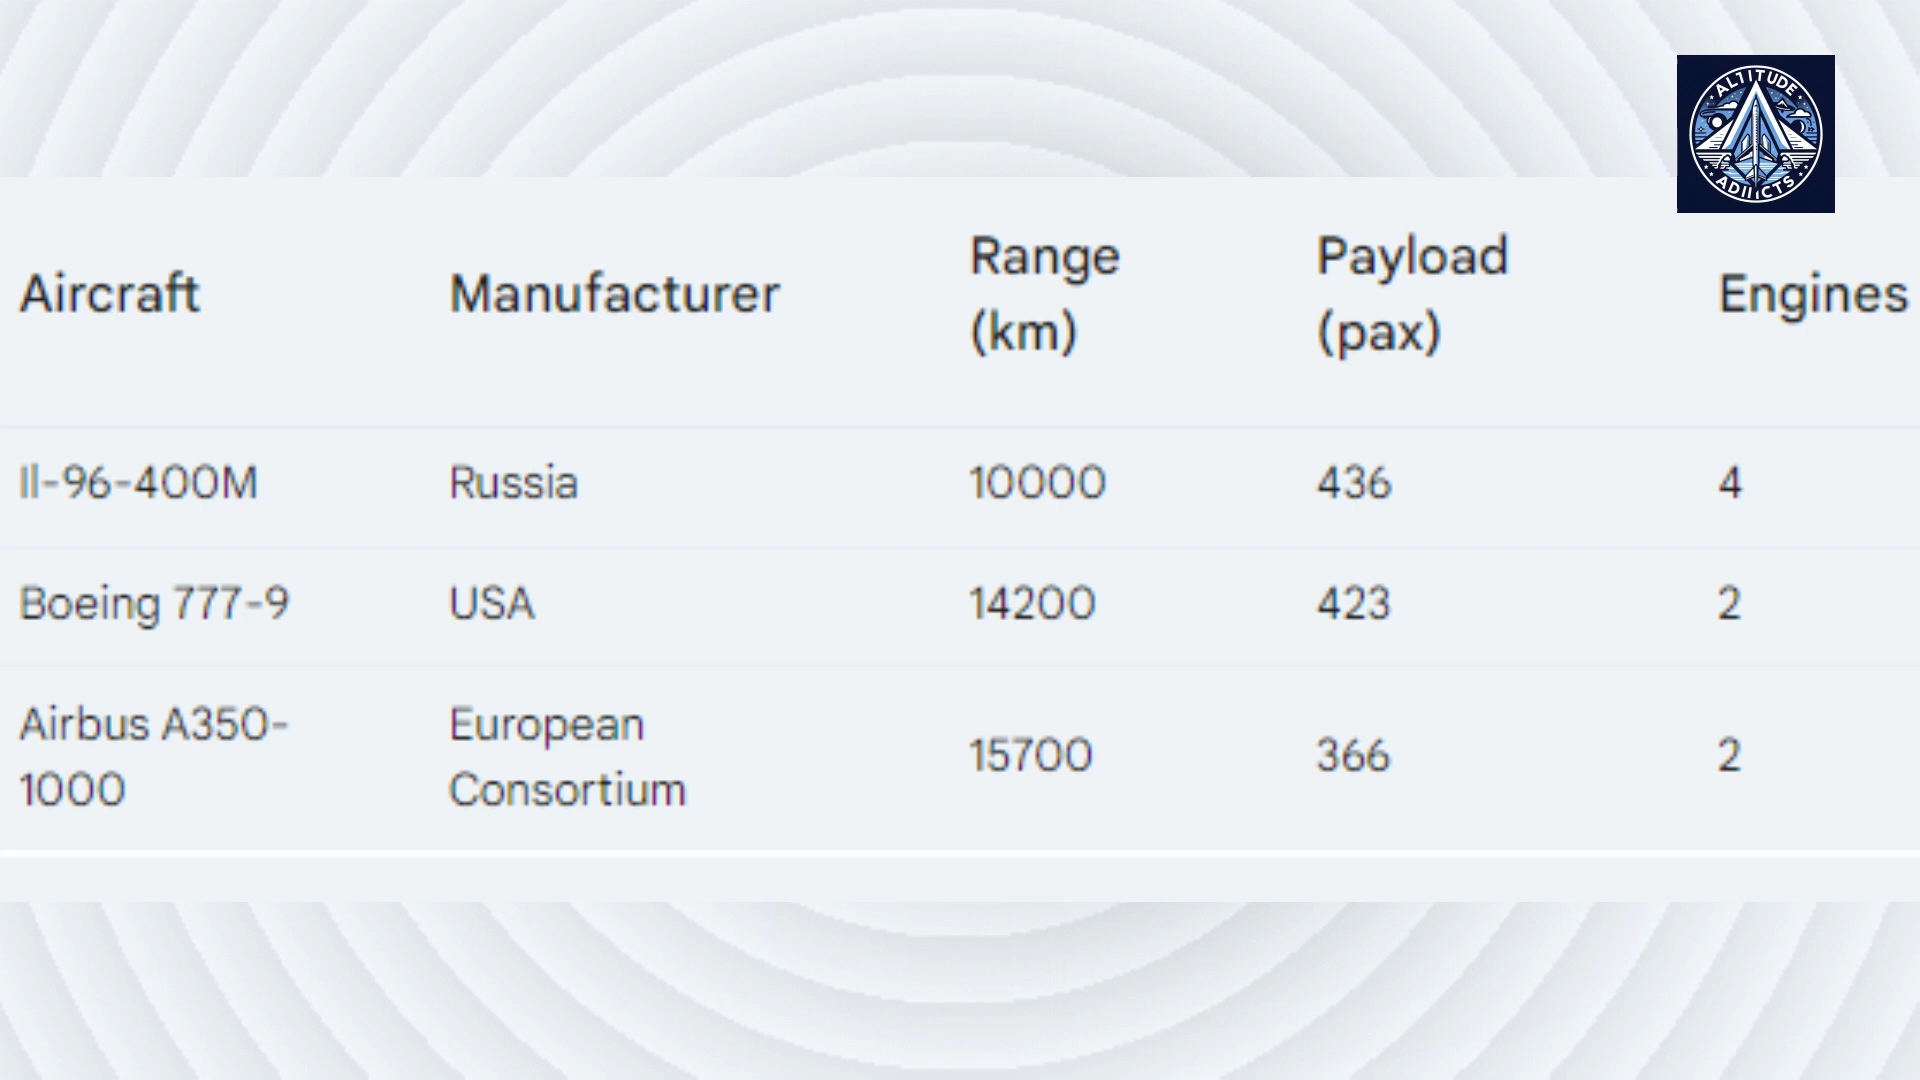 ALTITUDE
ADIICTS
Aircraft Manufacturer Range (km) Payload (pax) Engines
Il-96-400M Russia 10000 436 4
Boeing 777-9 USA 14200 423 2
Airbus A350-1000 European Consortium 15700 366 2